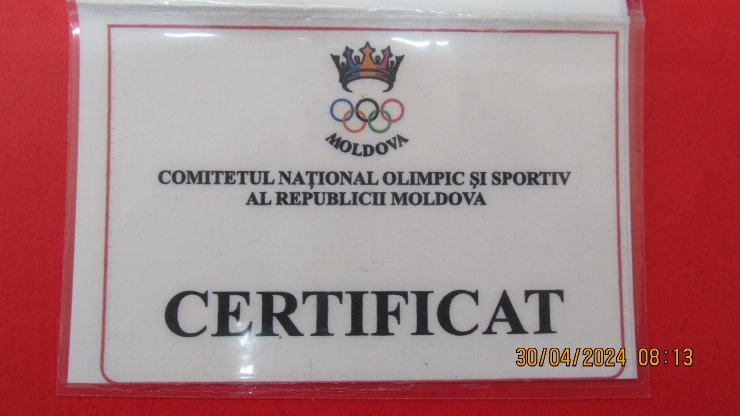 MOLDOVA
COMITETUL NAȚIONAL OLIMPIC ȘI SPORTIV
AL REPUBLICII MOLDOVA
CERTIFICAT
30/04/2024 08:13